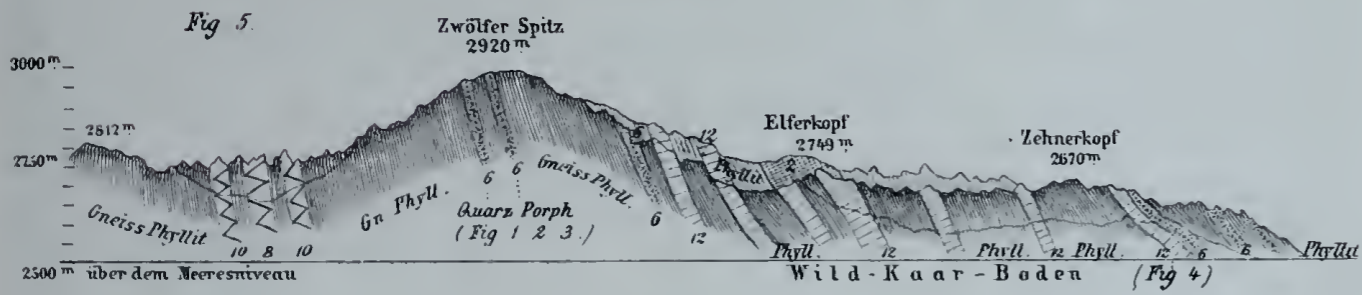 Fig 5.
Zwölfer Spitz
2920 m
3000 m
2812 m
2750 m
2500 m über dem Meeresniveau
Gneiss Phyllit
10 8 10
Gn Phyll.
6 6
Quarz Porph
(Fig 1 2 3.)
Gneiss Phyll.
6
12
12
Phyllit
2
Elferkopf
2749 m
Zehnerkopf
2670 m
Phyll. 12 Phyll. 12 Phyll. 12 6 6 Phyllit
Wild-Kaar-Boden (Fig 4)